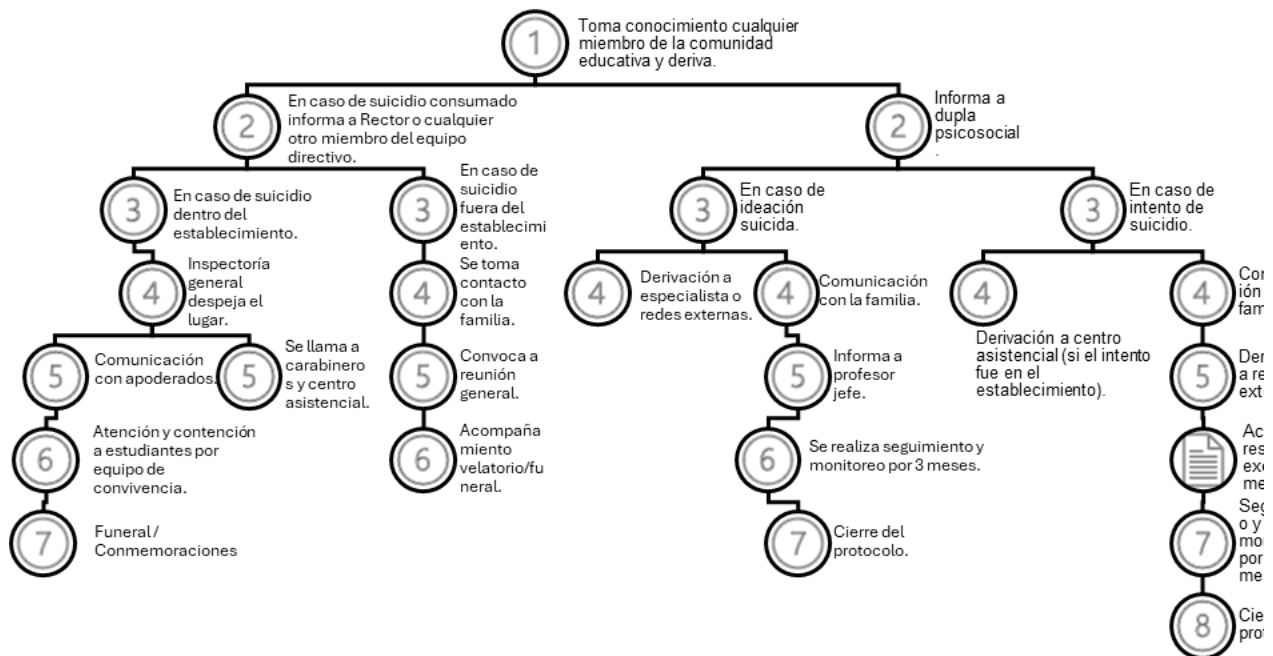 1
Toma conocimiento cualquier
miembro de la comunidad
educativa y deriva.
2
En caso de suicidio consumado
informa a Rector o cualquier
otro miembro del equipo
directivo.
2
Informa a
dupla
psicosocial
.
3
En caso de suicidio
dentro del
establecimiento.
3
En caso de
suicidio
fuera del
establecimi
ento.
3
En caso de
ideación
suicida.
3
En caso de
intento de
suicidio.
4
Inspectoría
general
despeja el
lugar.
4
Se toma
contacto
con la
familia.
4
Derivación a
especialista o
redes externas.
4
Comunicación
con la familia.
4
Derivación a centro
asistencial (si el intento
fue en el
establecimiento).
4
ión
5
Comunicación
con apoderados.
5
Se llama a
carabinero
s y centro
asistencial.
5
Convoca a
reunión
general.
5
Informa a
profesor
jefe.
5
a
6
Atención y contención
a estudiantes por
equipo de
convivencia.
6
Acompaña
miento
velatorio/fu
neral.
6
Se realiza seguimiento y
monitoreo por 3 meses.
7
Funeral /
Conmemoraciones
7
Cierre del
protocolo.
7
o y
por
8